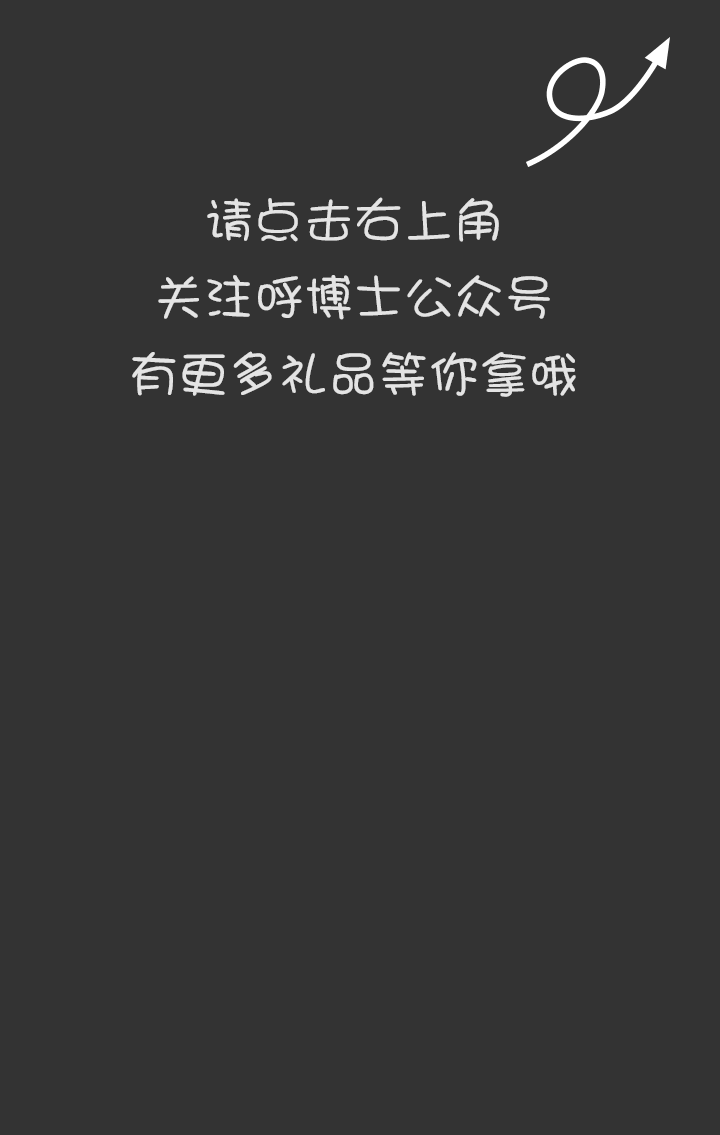 请点击右上角
关注呼博士公众号
有更多礼品等你拿哦